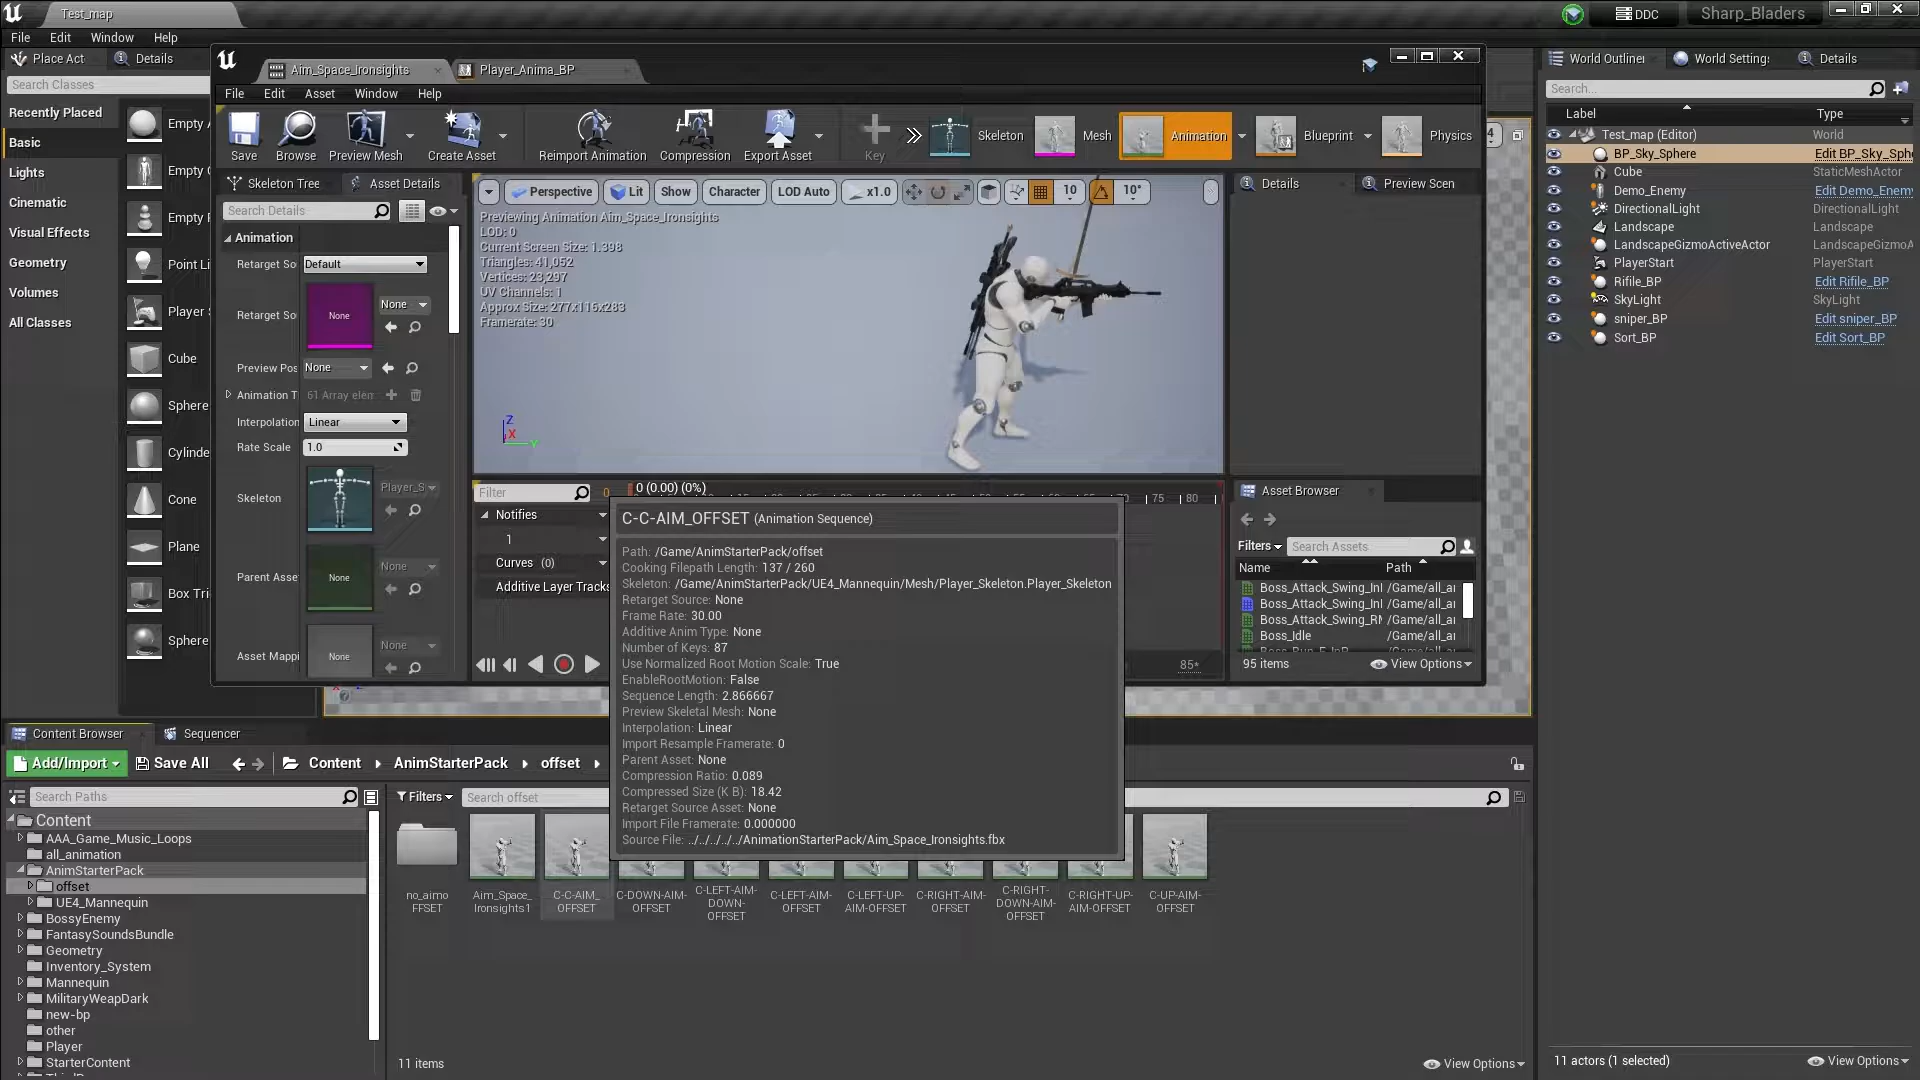 Test_map
DDC
Sharp_Bladers
File Edit Window Help
Place Act Details
Search Classes
Recently Placed
Basic
Lights
Cinematic
Visual Effects
Geometry
Volumes
All Classes
Empty
Empty
Empty
Point Li
Player
Cube
Sphere
Cylinde
Cone
Plane
Box Tri
Sphere
Aim_Space_Ironsights
Player_Anima_BP
File Edit Asset Window Help
Save
Browse
Preview Mesh
Create Asset
Reimport Animation
Compression
Export Asset
Key
Skeleton
Mesh
Animation
Blueprint
Physics
Skeleton Tree
Asset Details
Search Details
Animation
Retarget So Default
Retarget So None None
Preview Pos None
Animation T 61 Array elem
Interpolation Linear
Rate Scale 1.0
Skeleton Player_S
Parent Asse None None
Asset Mappi None None
Perspective
Lit
Show
Character
LOD Auto
x1.0
10
10°
Previewing Animation Aim_Space_Ironsights
LOD: 0
Current Screen Size: 1.398
Triangles: 41,052
Vertices: 23,297
UV Channels: 1
Approx Size: 277x116x283
Framerate: 30
Z
X
Y
Filter
0
0 (0.00) (0%)
75
80
Notifies
1
Curves (0)
Additive Layer Tracks
85*
C-C-AIM_OFFSET (Animation Sequence)
Path: /Game/AnimStarterPack/offset
Cooking Filepath Length: 137 / 260
Skeleton: /Game/AnimStarterPack/UE4_Mannequin/Mesh/Player_Skeleton.Player_Skeleton
Retarget Source: None
Frame Rate: 30.00
Additive Anim Type: None
Number of Keys: 87
Use Normalized Root Motion Scale: True
EnableRootMotion: False
Sequence Length: 2.866667
Preview Skeletal Mesh: None
Interpolation: Linear
Import Resample Framerate: 0
Parent Asset: None
Compression Ratio: 0.089
Compressed Size (K B): 18.42
Retarget Source Asset: None
Import File Framerate: 0.000000
Source File: ../../../../../AnimationStarterPack/Aim_Space_Ironsights.fbx
Details
Preview Scen
Asset Browser
Filters
Search Assets
Name Path
Boss_Attack_Swing_InI /Game/all_ar
Boss_Attack_Swing_InI /Game/all_ar
Boss_Attack_Swing_RM /Game/all_ar
Boss_Idle /Game/all_ar
95 items
View Options
World Outliner
World Settings
Details
Search...
Label Type
Test_map (Editor) World
BP_Sky_Sphere Edit BP_Sky_Sph
Cube StaticMeshActor
Demo_Enemy Edit Demo_Enemy
DirectionalLight DirectionalLight
Landscape Landscape
LandscapeGizmoActiveActor LandscapeGizmoA
PlayerStart PlayerStart
Rifile_BP Edit Rifile_BP
SkyLight SkyLight
sniper_BP Edit sniper_BP
Sort_BP Edit Sort_BP
11 actors (1 selected)
View Options
Content Browser
Sequencer
Add/Import
Save All
Content
AnimStarterPack
offset
Search Paths
Filters
Search offset
Content
AAA_Game_Music_Loops
all_animation
AnimStarterPack
offset
UE4_Mannequin
BossyEnemy
FantasySoundsBundle
Geometry
Inventory_System
Mannequin
MilitaryWeapDark
new-bp
other
Player
StarterContent
no_aimo
FFSET
Aim_Space_
Ironsights1
C-C-AIM_
OFFSET
C-DOWN-AIM-
OFFSET
C-LEFT-AIM-
DOWN-
OFFSET
C-LEFT-AIM-
OFFSET
C-LEFT-UP-
AIM-OFFSET
C-RIGHT-AIM-
OFFSET
C-RIGHT-
DOWN-AIM-
OFFSET
C-RIGHT-UP-
AIM-OFFSET
C-UP-AIM-
OFFSET
11 items
View Options